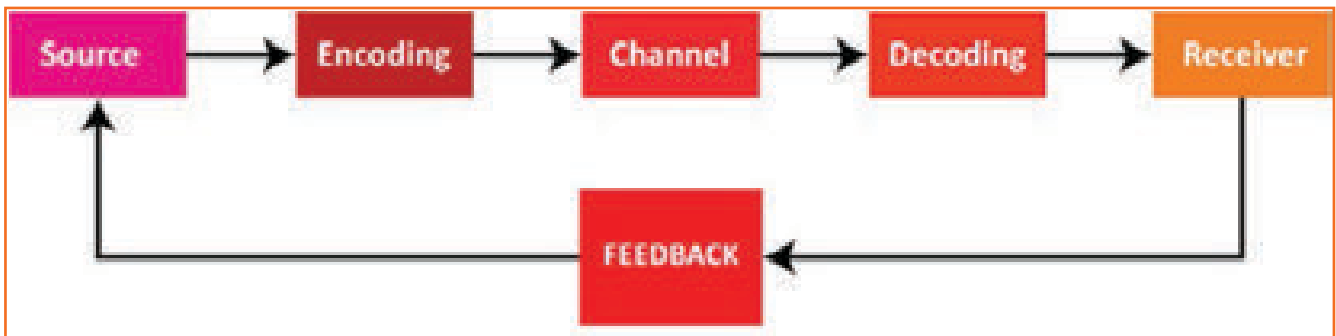 Source
Encoding
Channel
Decoding
Receiver
FEEDBACK